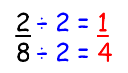 2 ÷ 2 = 1
8 ÷ 2 = 4